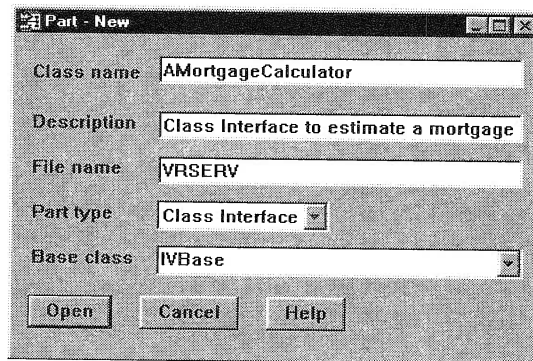 Part - New
Class name AMortgageCalculator
Description Class Interface to estimate a mortgage
File name VRSERV
Part type Class Interface
Base class IVBase
Open Cancel Help